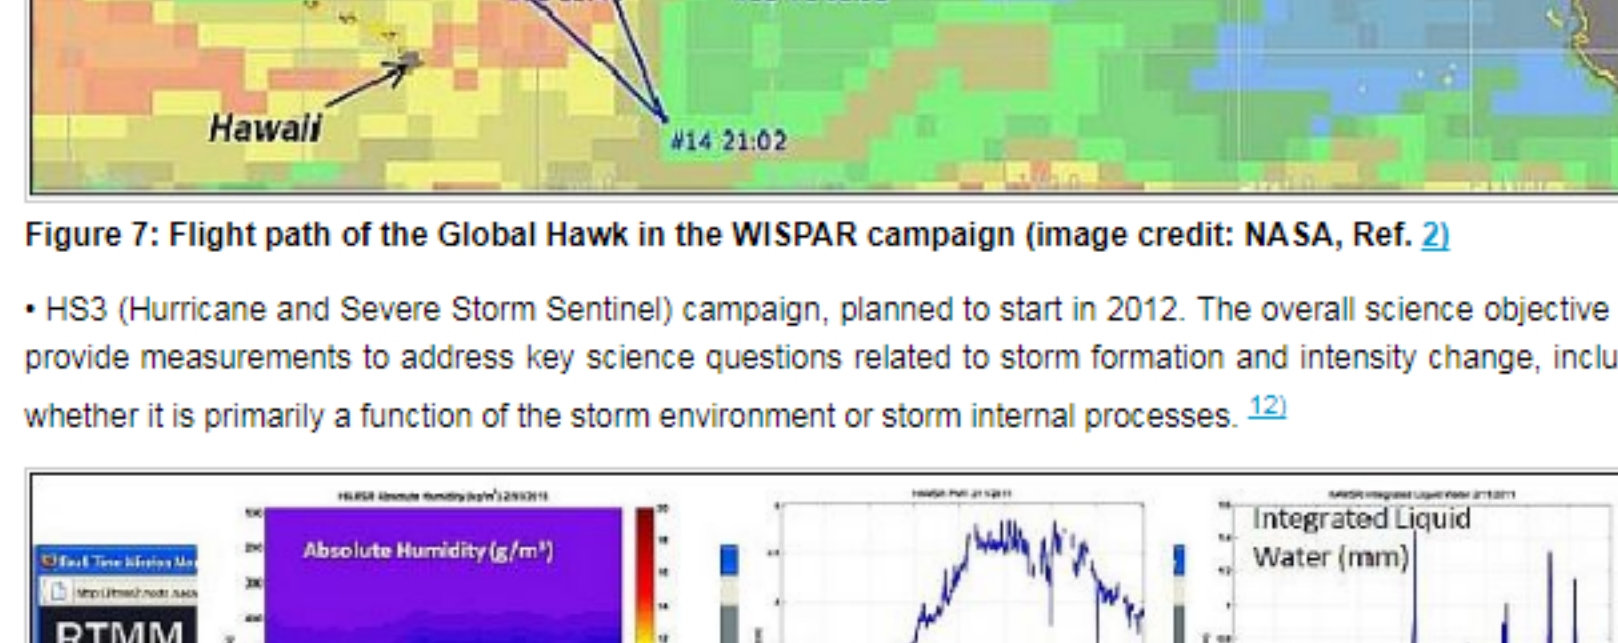 Hawaii
#14 21:02
Figure 7: Flight path of the Global Hawk in the WISPAR campaign (image credit: NASA, Ref. 2)
• HS3 (Hurricane and Severe Storm Sentinel) campaign, planned to start in 2012. The overall science objective
provide measurements to address key science questions related to storm formation and intensity change, inclu
whether it is primarily a function of the storm environment or storm internal processes. 12)
Absolute Humidity (g/m³)
Integrated Liquid
Water (mm)
RTMM